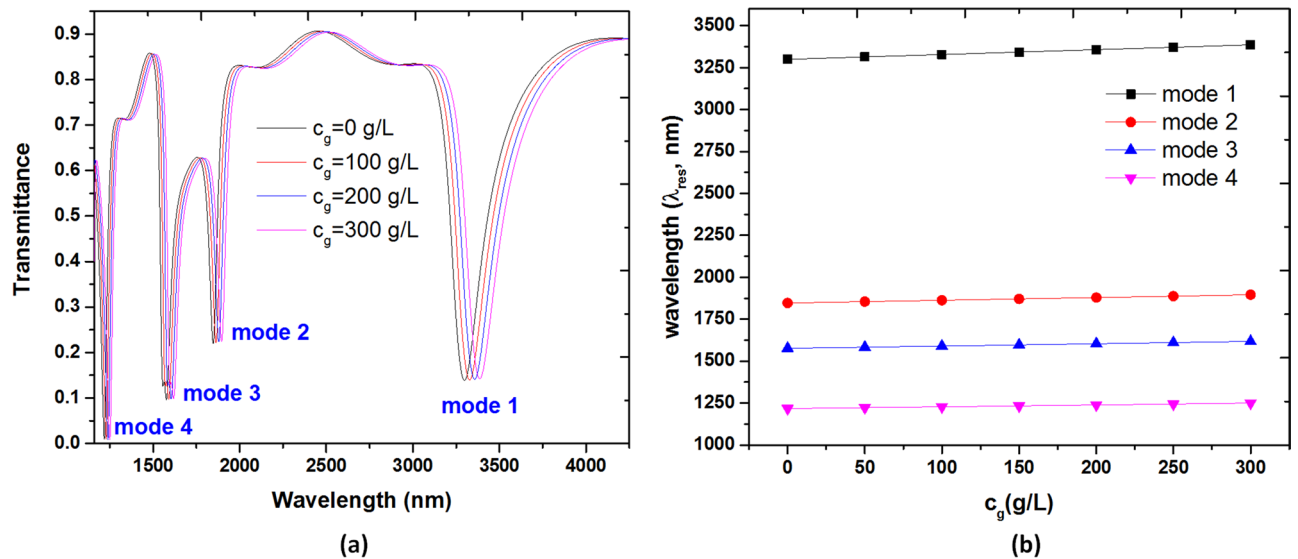 0.9
0.8
0.7
0.6
0.5
0.4
0.3
0.2
0.1
0.0
Transmittance
c_g=0 g/L
c_g=100 g/L
c_g=200 g/L
c_g=300 g/L
mode 2
mode 3
mode 1
mode 4
1500 2000 2500 3000 3500 4000
Wavelength (nm)
(a)
3500
3250
3000
2750
2500
2250
2000
1750
1500
1250
1000
wavelength (λ_res, nm)
mode 1
mode 2
mode 3
mode 4
0 50 100 150 200 250 300
c_g(g/L)
(b)